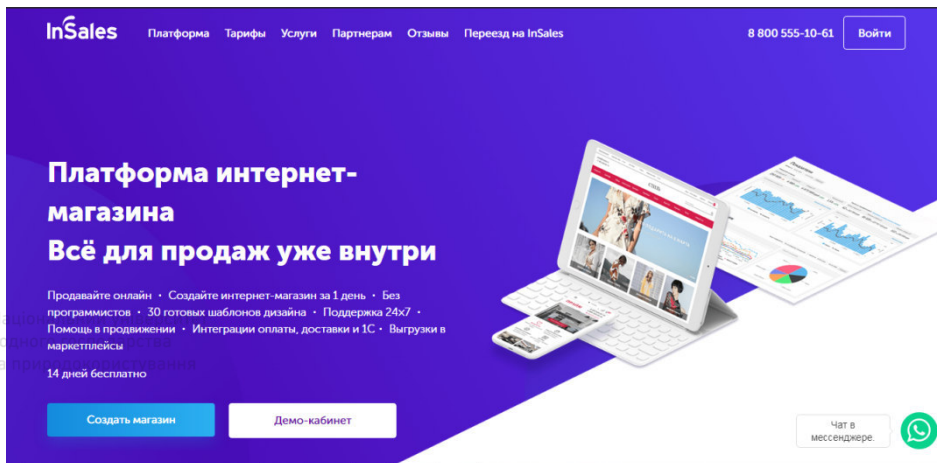 InSales Платформа Тарифы Услуги Партнерам Отзывы Переезд на InSales 8 800 555-10-61 Войти
Платформа интернет-
магазина
Всё для продаж уже внутри
Продавайте онлайн · Создайте интернет-магазин за 1 день · Без
программистов · 30 готовых шаблонов дизайна · Поддержка 24x7 ·
Помощь в продвижении · Интеграции оплаты, доставки и 1С · Выгрузки в
маркетплейсы
14 дней бесплатно
Создать магазин Демо-кабинет
Чат в
мессенджере.